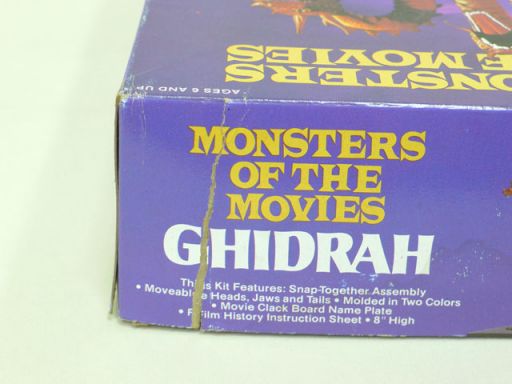 AGES 6 AND UP
MONSTERS
OF MOVIES
MONSTERS
OF THE
MOVIES
GHIDRAH
This Kit Features: Snap-Together Assembly
• Moveable Heads, Jaws and Tails • Molded in Two Colors
• Movie Clack Board Name Plate
• Film History Instruction Sheet • 8" High